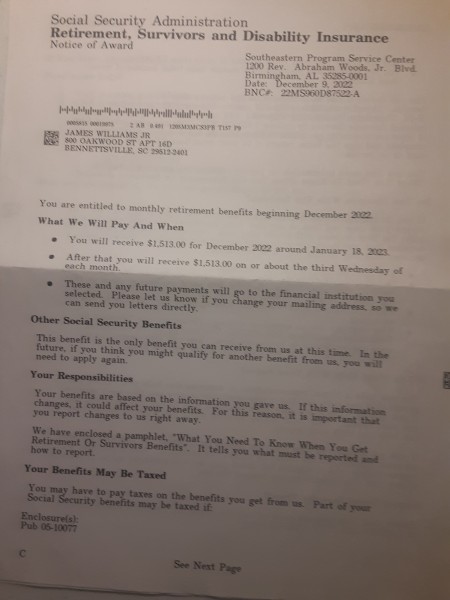 Social Security Administration
Retirement, Survivors and Disability Insurance
Notice of Award
Southeastern Program Service Center
1200 Rev. Abraham Woods, Jr. Blvd.
Birmingham, AL 35285-0001
Date: December 9, 2022
BNC#: 22MS960D87522-A
JAMES WILLIAMS JR
800 OAKWOOD ST APT 16D
BENNETTSVILLE, SC 29512-2401
You are entitled to monthly retirement benefits beginning December 2022.
What We Will Pay And When
• You will receive $1,513.00 for December 2022 around January 18, 2023.
• After that you will receive $1,513.00 on or about the third Wednesday of
each month.
• These and any future payments will go to the financial institution you
selected. Please let us know if you change your mailing address, so we
can send you letters directly.
Other Social Security Benefits
This benefit is the only benefit you can receive from us at this time. In the
future, if you think you might qualify for another benefit from us, you will
need to apply again.
Your Responsibilities
Your benefits are based on the information you gave us. If this information
changes, it could affect your benefits. For this reason, it is important that
you report changes to us right away.
We have enclosed a pamphlet, "What You Need To Know When You Get
Retirement Or Survivors Benefits". It tells you what must be reported and
how to report.
Your Benefits May Be Taxed
You may have to pay taxes on the benefits you get from us. Part of your
Social Security benefits may be taxed if:
Enclosure(s):
Pub 05-10077
C
See Next Page